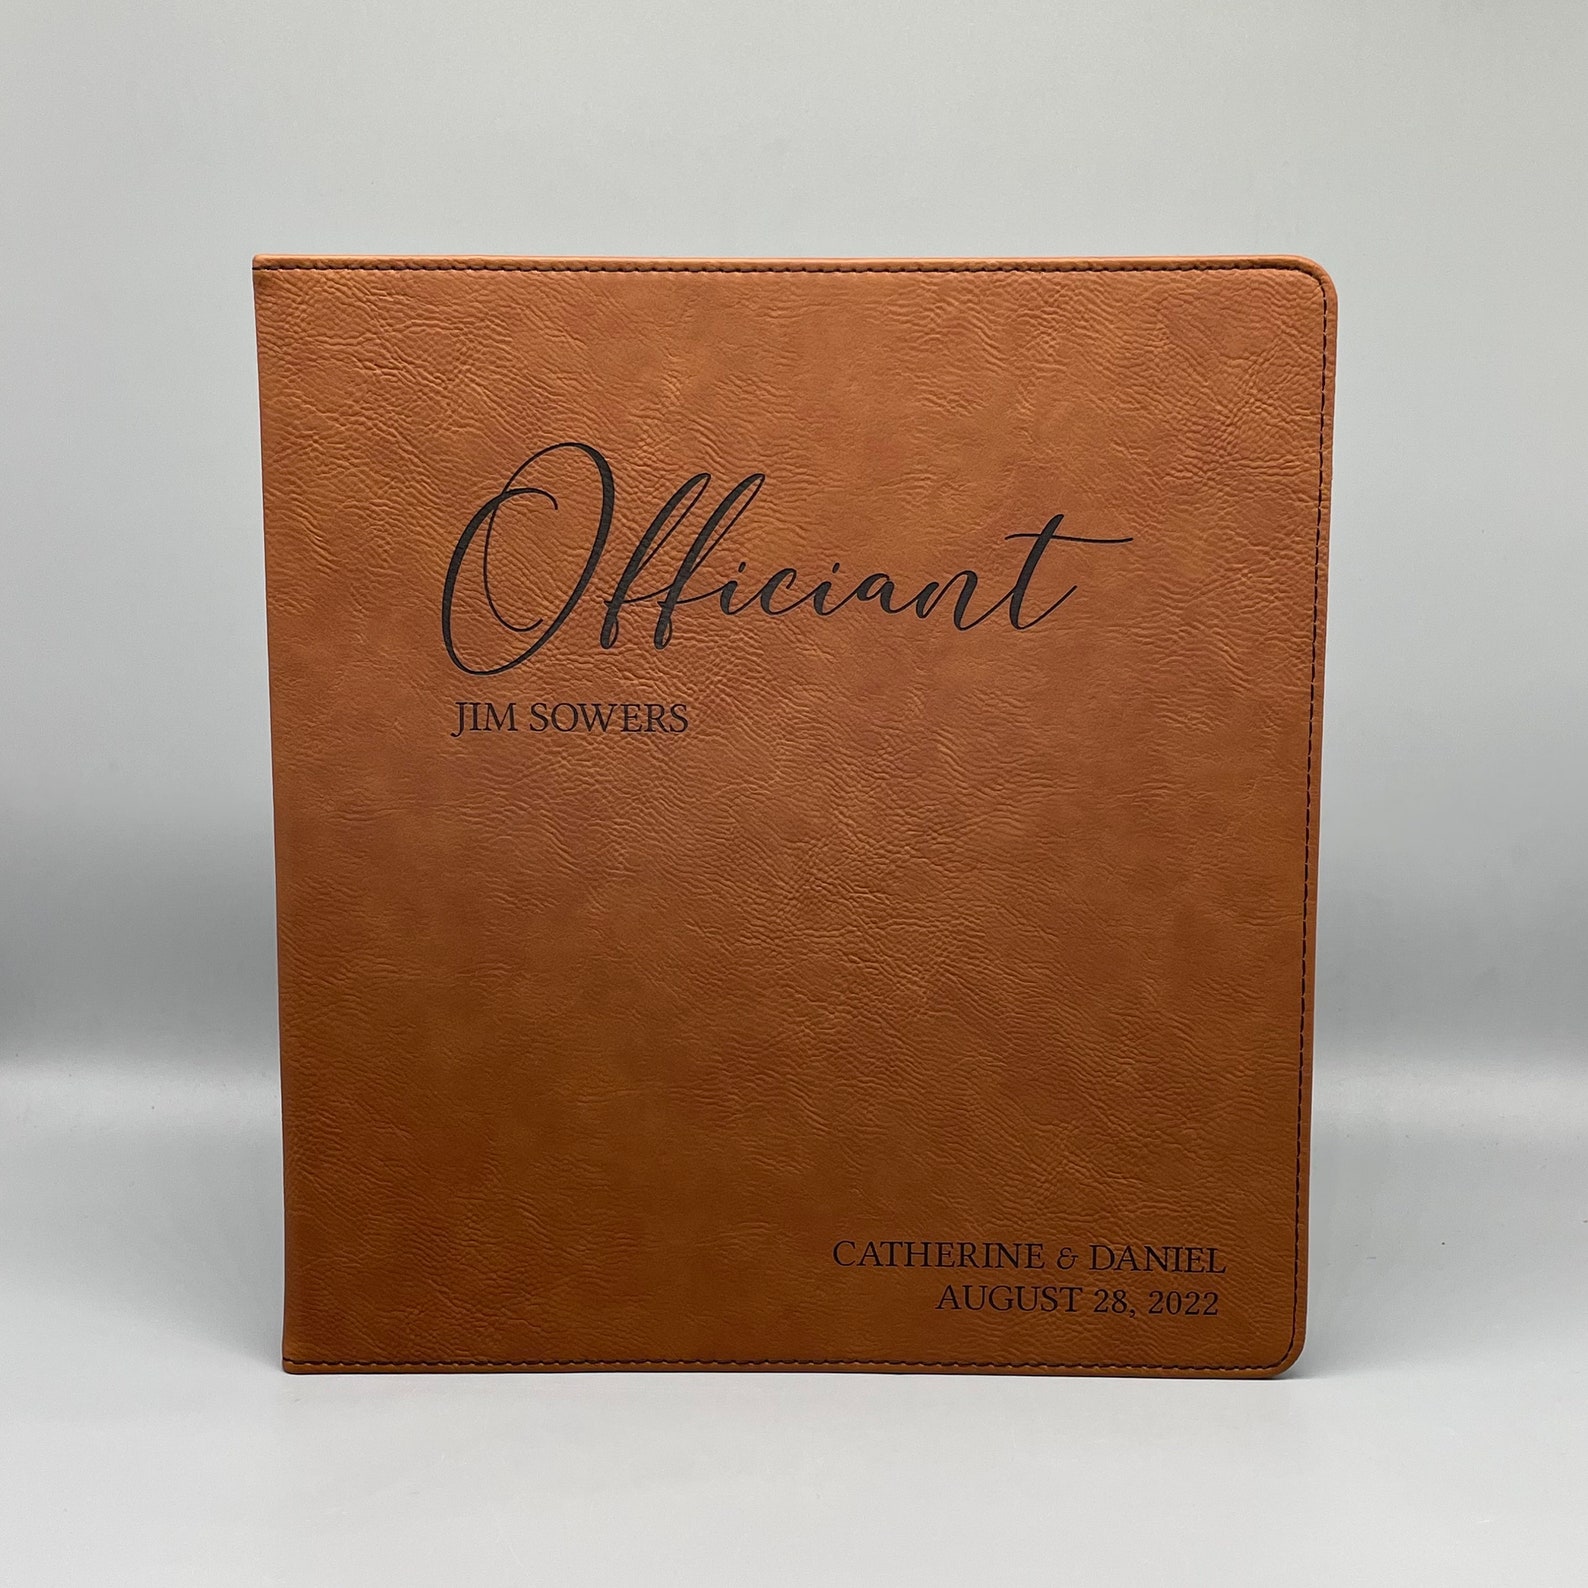 Officiant
JIM SOWERS
CATHERINE & DANIEL
AUGUST 28, 2022